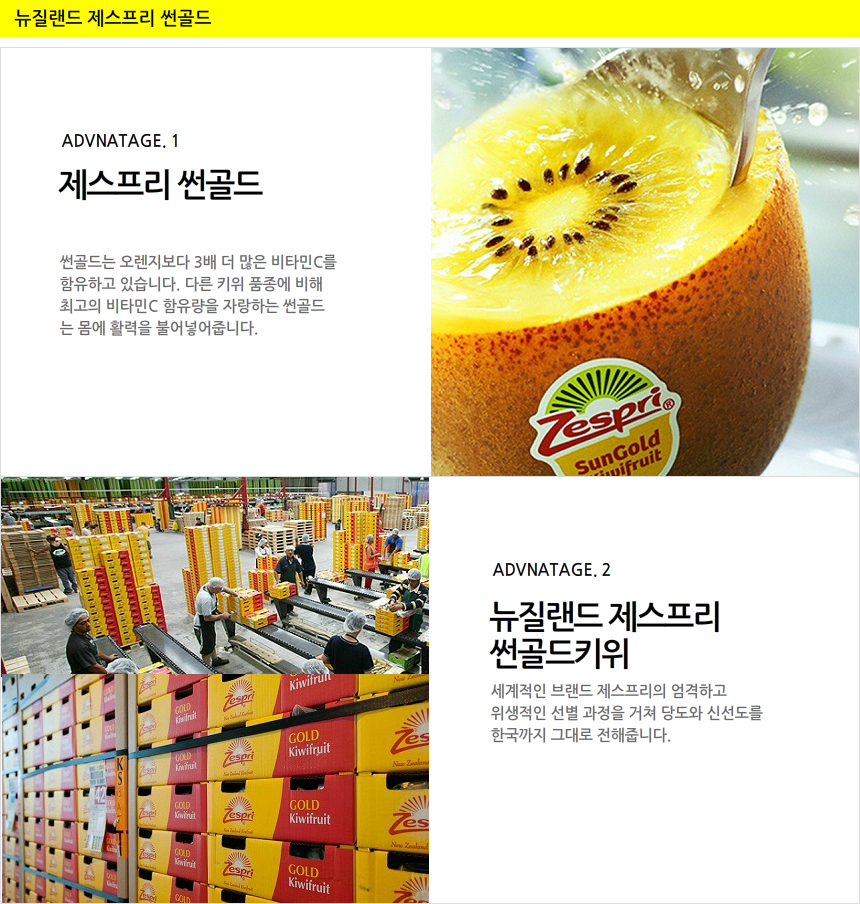 뉴질랜드 제스프리 썬골드
ADVNATAGE. 1
제스프리 썬골드
썬골드는 오렌지보다 3배 더 많은 비타민C를
함유하고 있습니다. 다른 키위 품종에 비해
최고의 비타민C 함유량을 자랑하는 썬골드
는 몸에 활력을 불어넣어줍니다.
Zespri®
SunGold
Kiwifruit
ADVNATAGE. 2
뉴질랜드 제스프리
썬골드키위
세계적인 브랜드 제스프리의 엄격하고
위생적인 선별 과정을 거쳐 당도와 신선도를
한국까지 그대로 전해줍니다.
Zespri
Kiwifruit
GOLD
Kiwifruit
Zespri
New Zealand Kiwifruit
GOLD
Kiwifruit
Zespri
GOLD
Kiwifruit
Zespri
GOLD
Kiwifruit